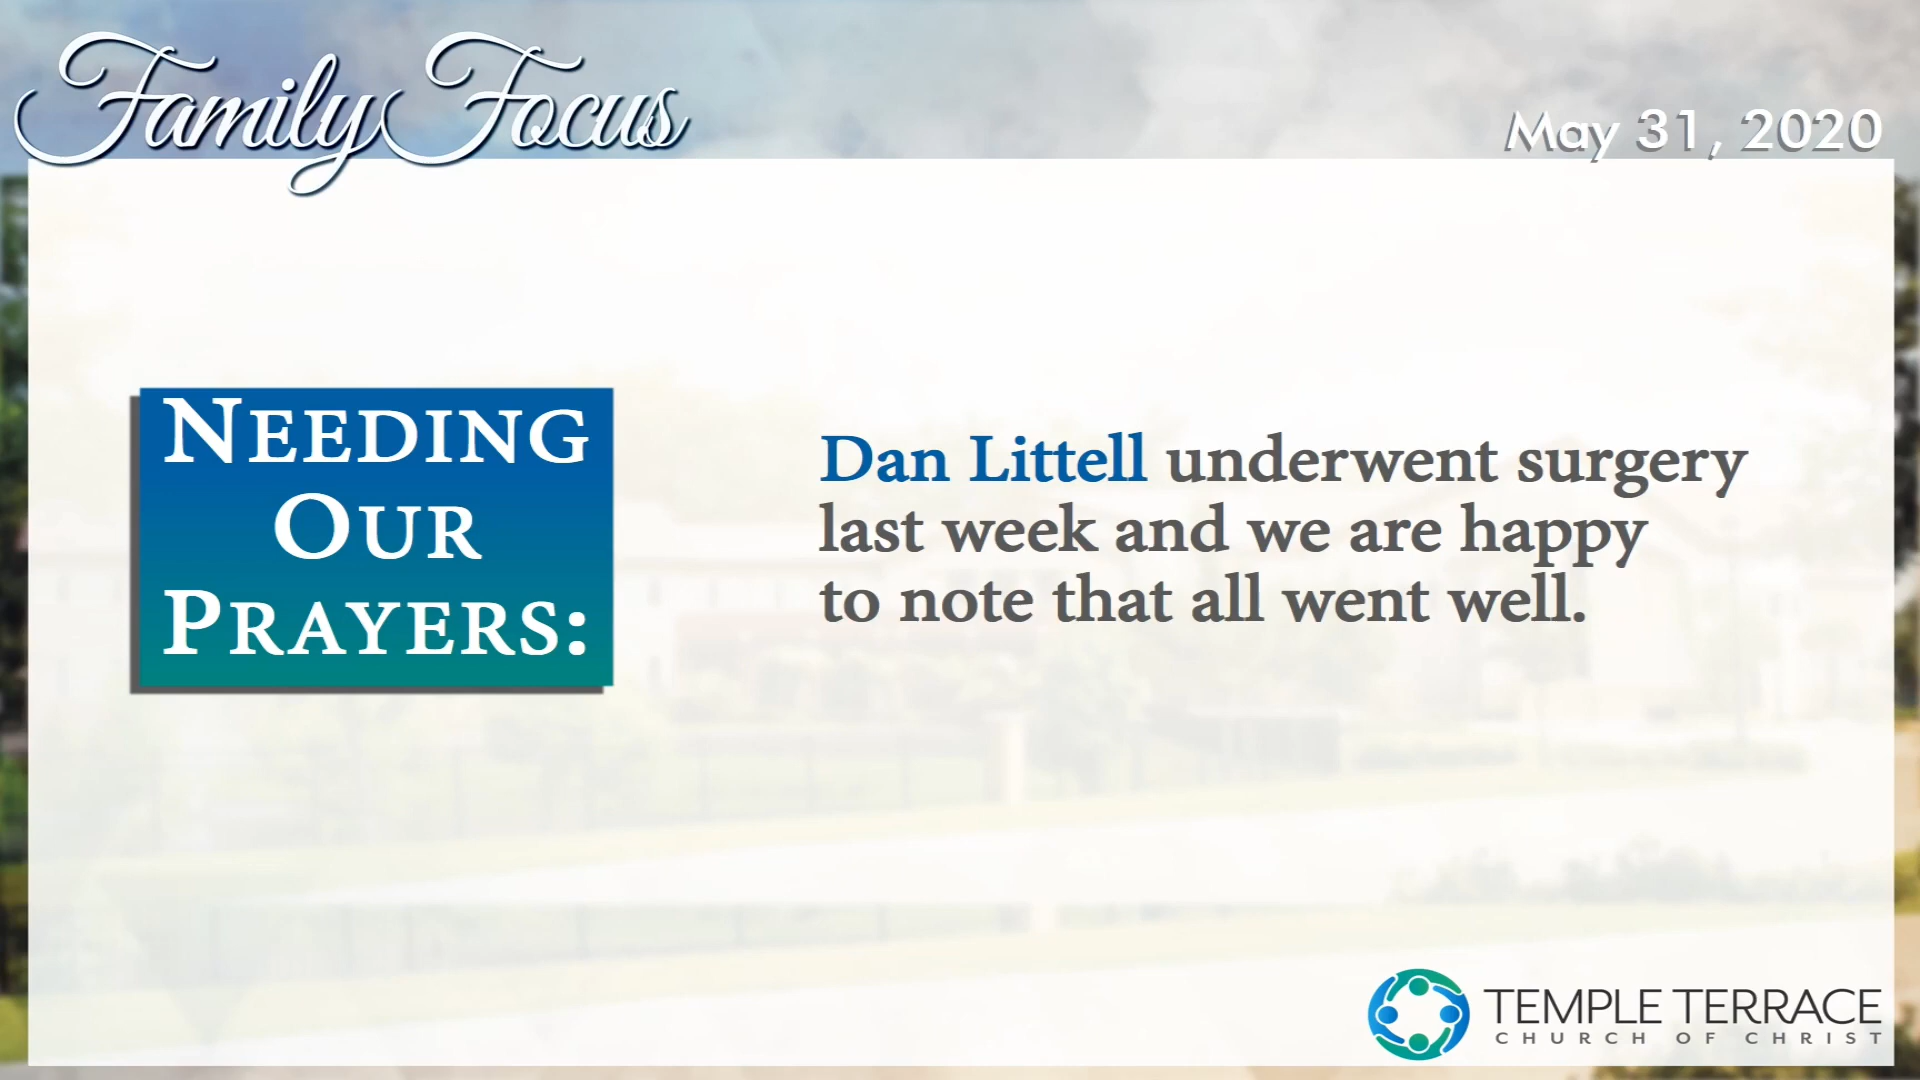 Family Focus
May 31, 2020
NEEDING
OUR
PRAYERS:
Dan Littell underwent surgery
last week and we are happy
to note that all went well.
TEMPLE TERRACE
CHURCH OF CHRIST